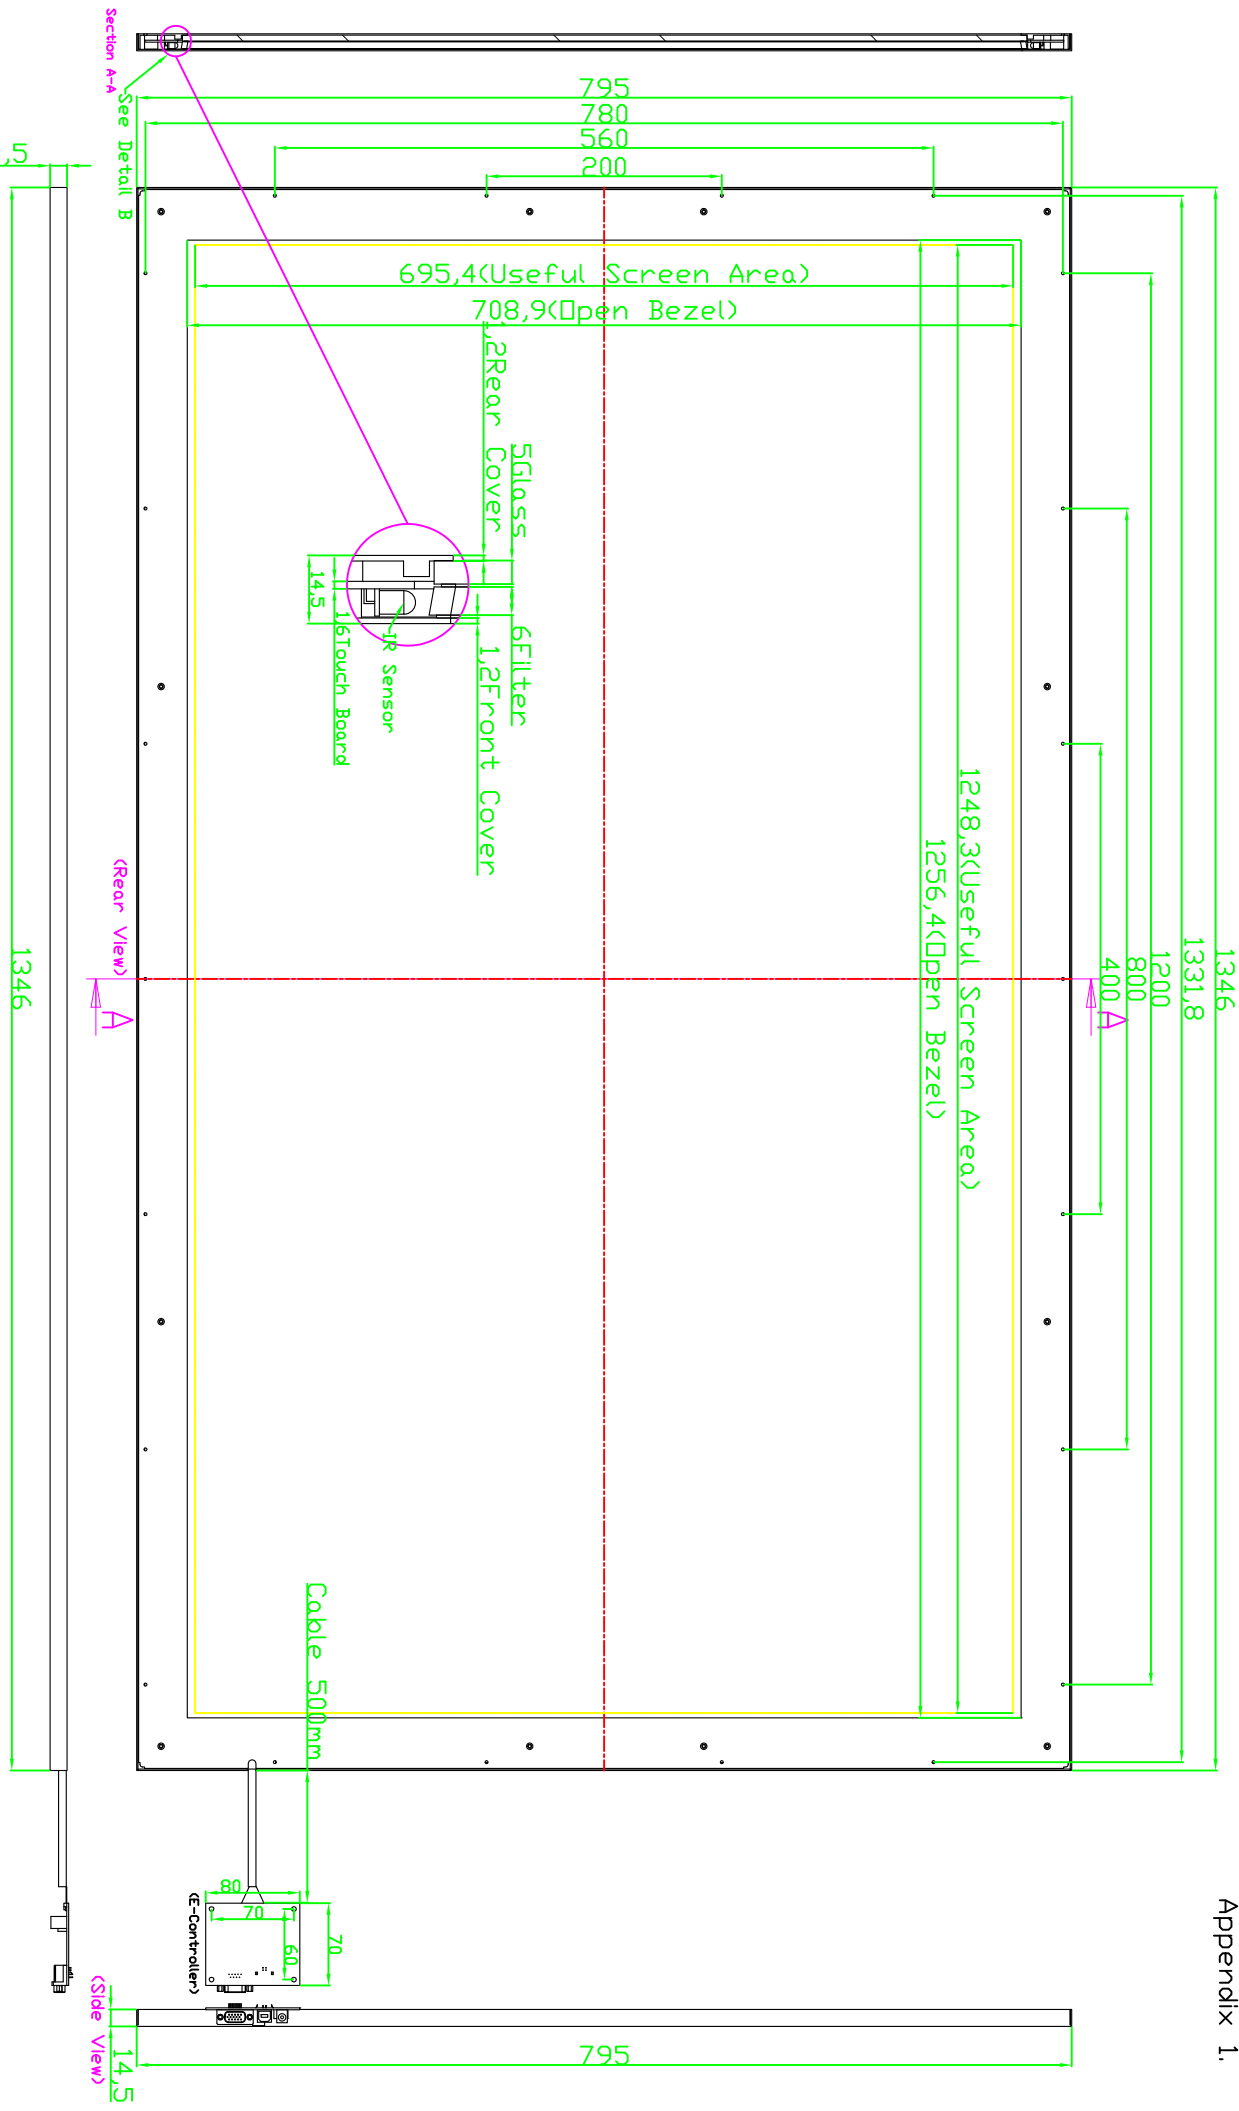 Appendix 1.
1346
1331,8
1200
800
400
A
A
795
780
560
200
695,4(Useful Screen Area)
708,9(Open Bezel)
1248,3(Useful Screen Area)
1256,4(Open Bezel)
Section A-A
See Detail B
,5
,2Rear Cover
5Glass
6Filter
1,2Front Cover
IR Sensor
1,6Touch Board
14,5
(Rear View)
1346
Cable 500mm
80
70
60
70
(E-Controller)
(Side View)
14,5
795